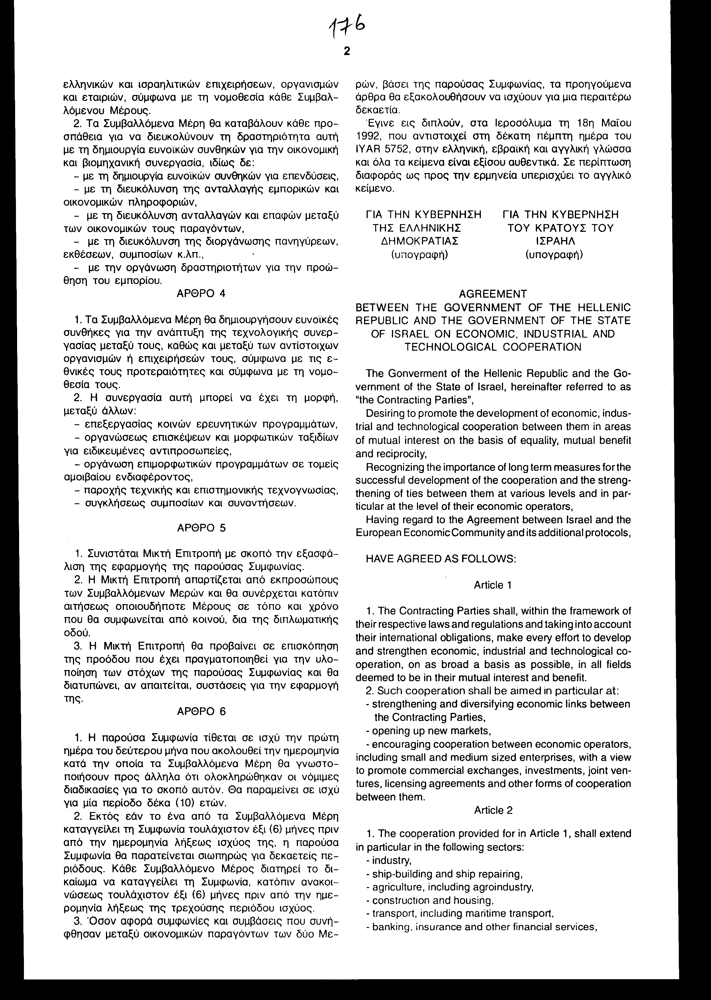 176
2
ελληνικών και ισραηλιτικών επιχειρήσεων, οργανισμών
και εταιριών, σύμφωνα με τη νομοθεσία κάθε Συμβαλ-
λόμενου Μέρους.
2. Τα Συμβαλλόμενα Μέρη θα καταβάλουν κάθε προ-
σπάθεια για να διευκολύνουν τη δραστηριότητα αυτή
με τη δημιουργία ευνοϊκών συνθηκών για την οικονομική
και βιομηχανική συνεργασία, ιδίως δε:
- με τη δημιουργία ευνοϊκών συνθηκών για επενδύσεις,
- με τη διευκόλυνση της ανταλλαγής εμπορικών και
οικονομικών πληροφοριών,
- με τη διευκόλυνση ανταλλαγών και επαφών μεταξύ
των οικονομικών τους παραγόντων,
- με τη διευκόλυνση της διοργάνωσης πανηγύρεων,
εκθέσεων, συμποσίων κ.λπ.,
- με την οργάνωση δραστηριοτήτων για την προώ-
θηση του εμπορίου.
ΑΡΘΡΟ 4
1. Τα Συμβαλλόμενα Μέρη θα δημιουργήσουν ευνοϊκές
συνθήκες για την ανάπτυξη της τεχνολογικής συνερ-
γασίας μεταξύ τους, καθώς και μεταξύ των αντίστοιχων
οργανισμών ή επιχειρήσεών τους, σύμφωνα με τις ε-
θνικές τους προτεραιότητες και σύμφωνα με τη νομο-
θεσία τους.
2. Η συνεργασία αυτή μπορεί να έχει τη μορφή,
μεταξύ άλλων:
- επεξεργασίας κοινών ερευνητικών προγραμμάτων,
- οργανώσεως επισκέψεων και μορφωτικών ταξιδίων
για ειδικευμένες αντιπροσωπείες,
- οργάνωση επιμορφωτικών προγραμμάτων σε τομείς
αμοιβαίου ενδιαφέροντος,
- παροχής τεχνικής και επιστημονικής τεχνογνωσίας,
- συγκλήσεως συμποσίων και συναντήσεων.
ΑΡΘΡΟ 5
1. Συνιστάται Μικτή Επιτροπή με σκοπό την εξασφά-
λιση της εφαρμογής της παρούσας Συμφωνίας.
2. Η Μικτή Επιτροπή απαρτίζεται από εκπροσώπους
των Συμβαλλόμενων Μερών και θα συνέρχεται κατόπιν
αιτήσεως οποιουδήποτε Μέρους σε τόπο και χρόνο
που θα συμφωνείται από κοινού, δια της διπλωματικής
οδού.
3. Η Μικτή Επιτροπή θα προβαίνει σε επισκόπηση
της προόδου που έχει πραγματοποιηθεί για την υλο-
ποίηση των στόχων της παρούσας Συμφωνίας και θα
διατυπώνει, αν απαιτείται, συστάσεις για την εφαρμογή
της.
ΑΡΘΡΟ 6
1. Η παρούσα Συμφωνία τίθεται σε ισχύ την πρώτη
ημέρα του δεύτερου μήνα που ακολουθεί την ημερομηνία
κατά την οποία τα Συμβαλλόμενα Μέρη θα γνωστο-
ποιήσουν προς άλληλα ότι ολοκληρώθηκαν οι νόμιμες
διαδικασίες για το σκοπό αυτόν. Θα παραμείνει σε ισχύ
για μία περίοδο δέκα (10) ετών.
2. Εκτός εάν το ένα από τα Συμβαλλόμενα Μέρη
καταγγείλει τη Συμφωνία τουλάχιστον έξι (6) μήνες πριν
από την ημερομηνία λήξεως ισχύος της, η παρούσα
Συμφωνία θα παρατείνεται σιωπηρώς για δεκαετείς πε-
ριόδους. Κάθε Συμβαλλόμενο Μέρος διατηρεί το δι-
καίωμα να καταγγείλει τη Συμφωνία, κατόπιν ανακοι-
νώσεως τουλάχιστον έξι (6) μήνες πριν από την ημε-
ρομηνία λήξεως της τρεχούσης περιόδου ισχύος.
3. Όσον αφορά συμφωνίες και συμβάσεις που συνή-
φθησαν μεταξύ οικονομικών παραγόντων των δύο Με-
ρών, βάσει της παρούσας Συμφωνίας, τα προηγούμενα
άρθρα θα εξακολουθήσουν να ισχύουν για μια περαιτέρω
δεκαετία.
Έγινε εις διπλούν, στα Ιεροσόλυμα τη 18η Μαΐου
1992, που αντιστοιχεί στη δέκατη πέμπτη ημέρα του
IYAR 5752, στην ελληνική, εβραϊκή και αγγλική γλώσσα
και όλα τα κείμενα είναι εξίσου αυθεντικά. Σε περίπτωση
διαφοράς ως προς την ερμηνεία υπερισχύει το αγγλικό
κείμενο.
ΓΙΑ ΤΗΝ ΚΥΒΕΡΝΗΣΗ ΓΙΑ ΤΗΝ ΚΥΒΕΡΝΗΣΗ
ΤΗΣ ΕΛΛΗΝΙΚΗΣ ΤΟΥ ΚΡΑΤΟΥΣ ΤΟΥ
ΔΗΜΟΚΡΑΤΙΑΣ ΙΣΡΑΗΛ
(υπογραφή) (υπογραφή)
AGREEMENT
BETWEEN THE GOVERNMENT OF THE HELLENIC
REPUBLIC AND THE GOVERNMENT OF THE STATE
OF ISRAEL ON ECONOMIC, INDUSTRIAL AND
TECHNOLOGICAL COOPERATION
The Gonverment of the Hellenic Republic and the Go-
vernment of the State of Israel, hereinafter referred to as
"the Contracting Parties",
Desiring to promote the development of economic, indus-
trial and technological cooperation between them in areas
of mutual interest on the basis of equality, mutual benefit
and reciprocity,
Recognizing the importance of long term measures for the
successful development of the cooperation and the streng-
thening of ties between them at various levels and in par-
ticular at the level of their economic operators,
Having regard to the Agreement between Israel and the
European Economic Community and its additional protocols,
HAVE AGREED AS FOLLOWS:
Article 1
1. The Contracting Parties shall, within the framework of
their respective laws and regulations and taking into account
their international obligations, make every effort to develop
and strengthen economic, industrial and technological co-
operation, on as broad a basis as possible, in all fields
deemed to be in their mutual interest and benefit.
2. Such cooperation shall be aimed in particular at:
- strengthening and diversifying economic links between
the Contracting Parties,
- opening up new markets,
- encouraging cooperation between economic operators,
including small and medium sized enterprises, with a view
to promote commercial exchanges, investments, joint ven-
tures, licensing agreements and other forms of cooperation
between them.
Article 2
1. The cooperation provided for in Article 1, shall extend
in particular in the following sectors:
- industry,
- ship-building and ship repairing,
- agriculture, including agroindustry,
- construction and housing,
- transport, including maritime transport,
- banking, insurance and other financial services,